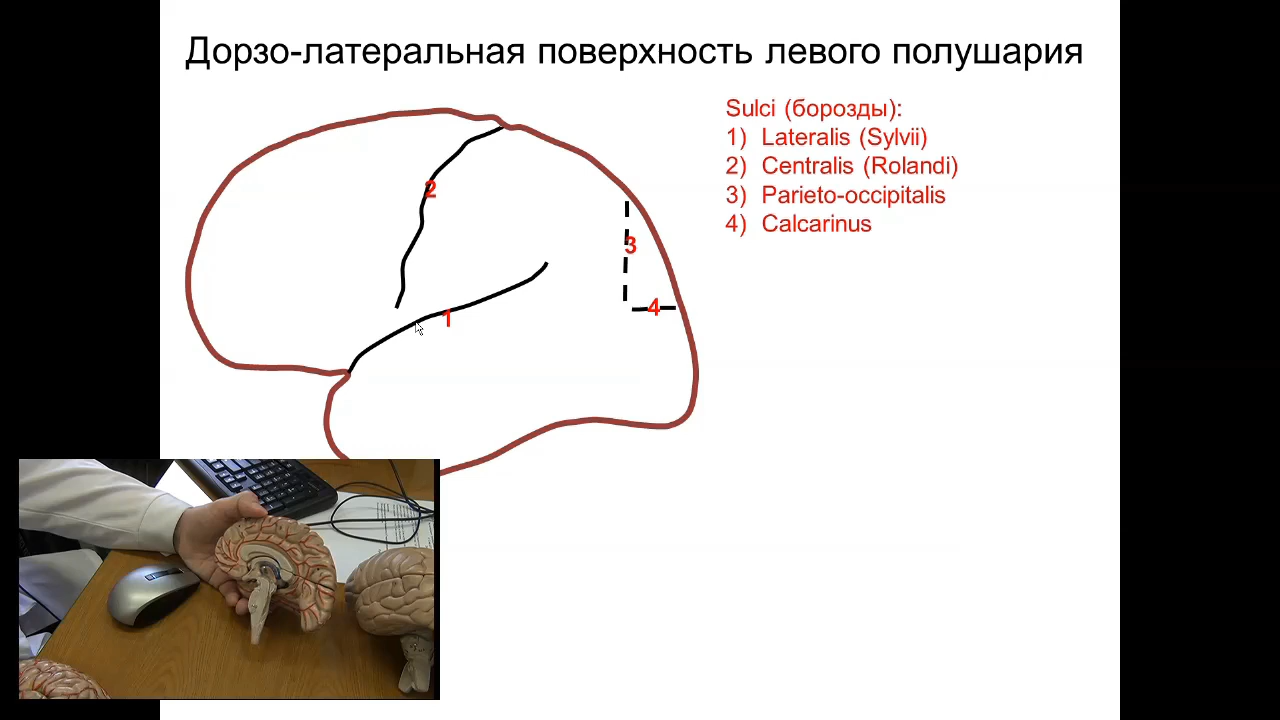 Дорзо-латеральная поверхность левого полушария
Sulci (борозды):
1) Lateralis (Sylvii)
2) Centralis (Rolandi)
3) Parieto-occipitalis
4) Calcarinus
2
3
4
1